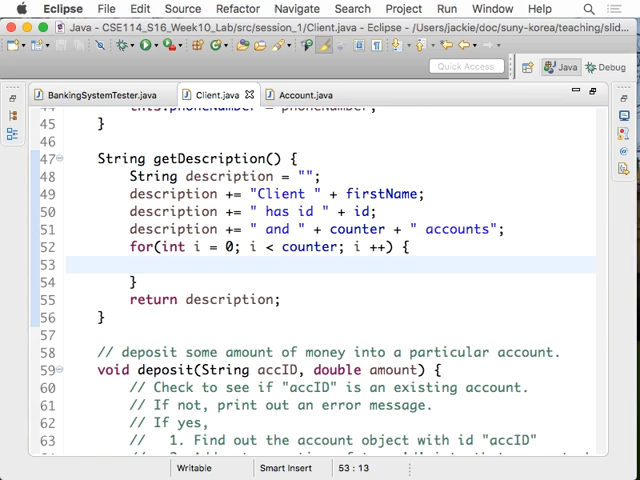 Eclipse File Edit Source Refactor Navigate Search Project Run Window Help
Java - CSE114_S16_Week10_Lab/src/session_1/Client.java - Eclipse - /Users/jackie/doc/suny-korea/teaching/slid
Quick Access Java Debug
BankingSystemTester.java Client.java Account.java
44 this.phoneNumber = phoneNumber;
45 }
46
47 String getDescription() {
48 String description = "";
49 description += "Client " + firstName;
50 description += " has id " + id;
51 description += " and " + counter + " accounts";
52 for(int i = 0; i < counter; i ++) {
53
54 }
55 return description;
56 }
57
58 // deposit some amount of money into a particular account.
59 void deposit(String accID, double amount) {
60 // Check to see if "accID" is an existing account.
61 // If not, print out an error message.
62 // If yes,
63 // 1. Find out the account object with id "accID"
Writable Smart Insert 53 : 13